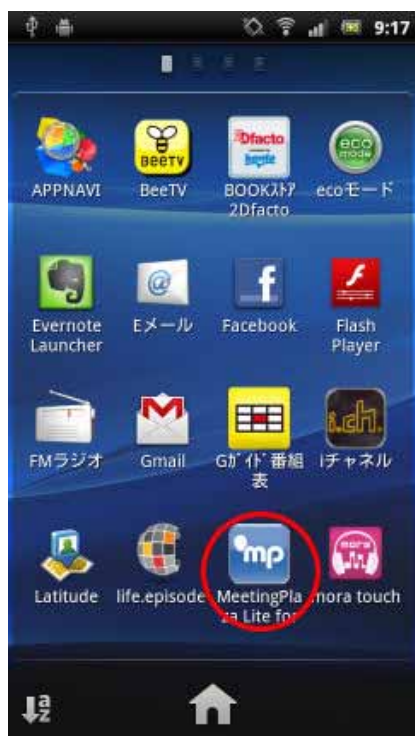 9:17
APPNAVI
BeeTV
BeeTV
2Dfacto
honto
BOOKｽﾄｱ
2Dfacto
eco
mode
ecoモード
Evernote
Launcher
@
Eメール
f
Facebook
Flash
Player
FMラジオ
Gmail
Gｶﾞｲﾄﾞ番組
表
i.ch.
iチャネル
Latitude
life.episode
mp
MeetingPla
za Lite for
mora
mora touch
a
z